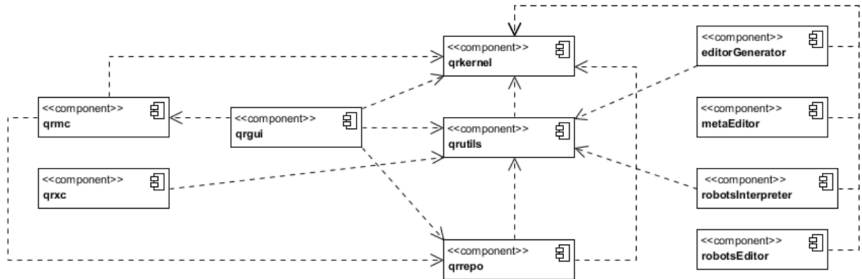 <<component>>
qrkernel
<<component>>
editorGenerator
<<component>>
qrmc
<<component>>
qrgui
<<component>>
qrutils
<<component>>
metaEditor
<<component>>
qrxc
<<component>>
robotsInterpreter
<<component>>
qrrepo
<<component>>
robotsEditor